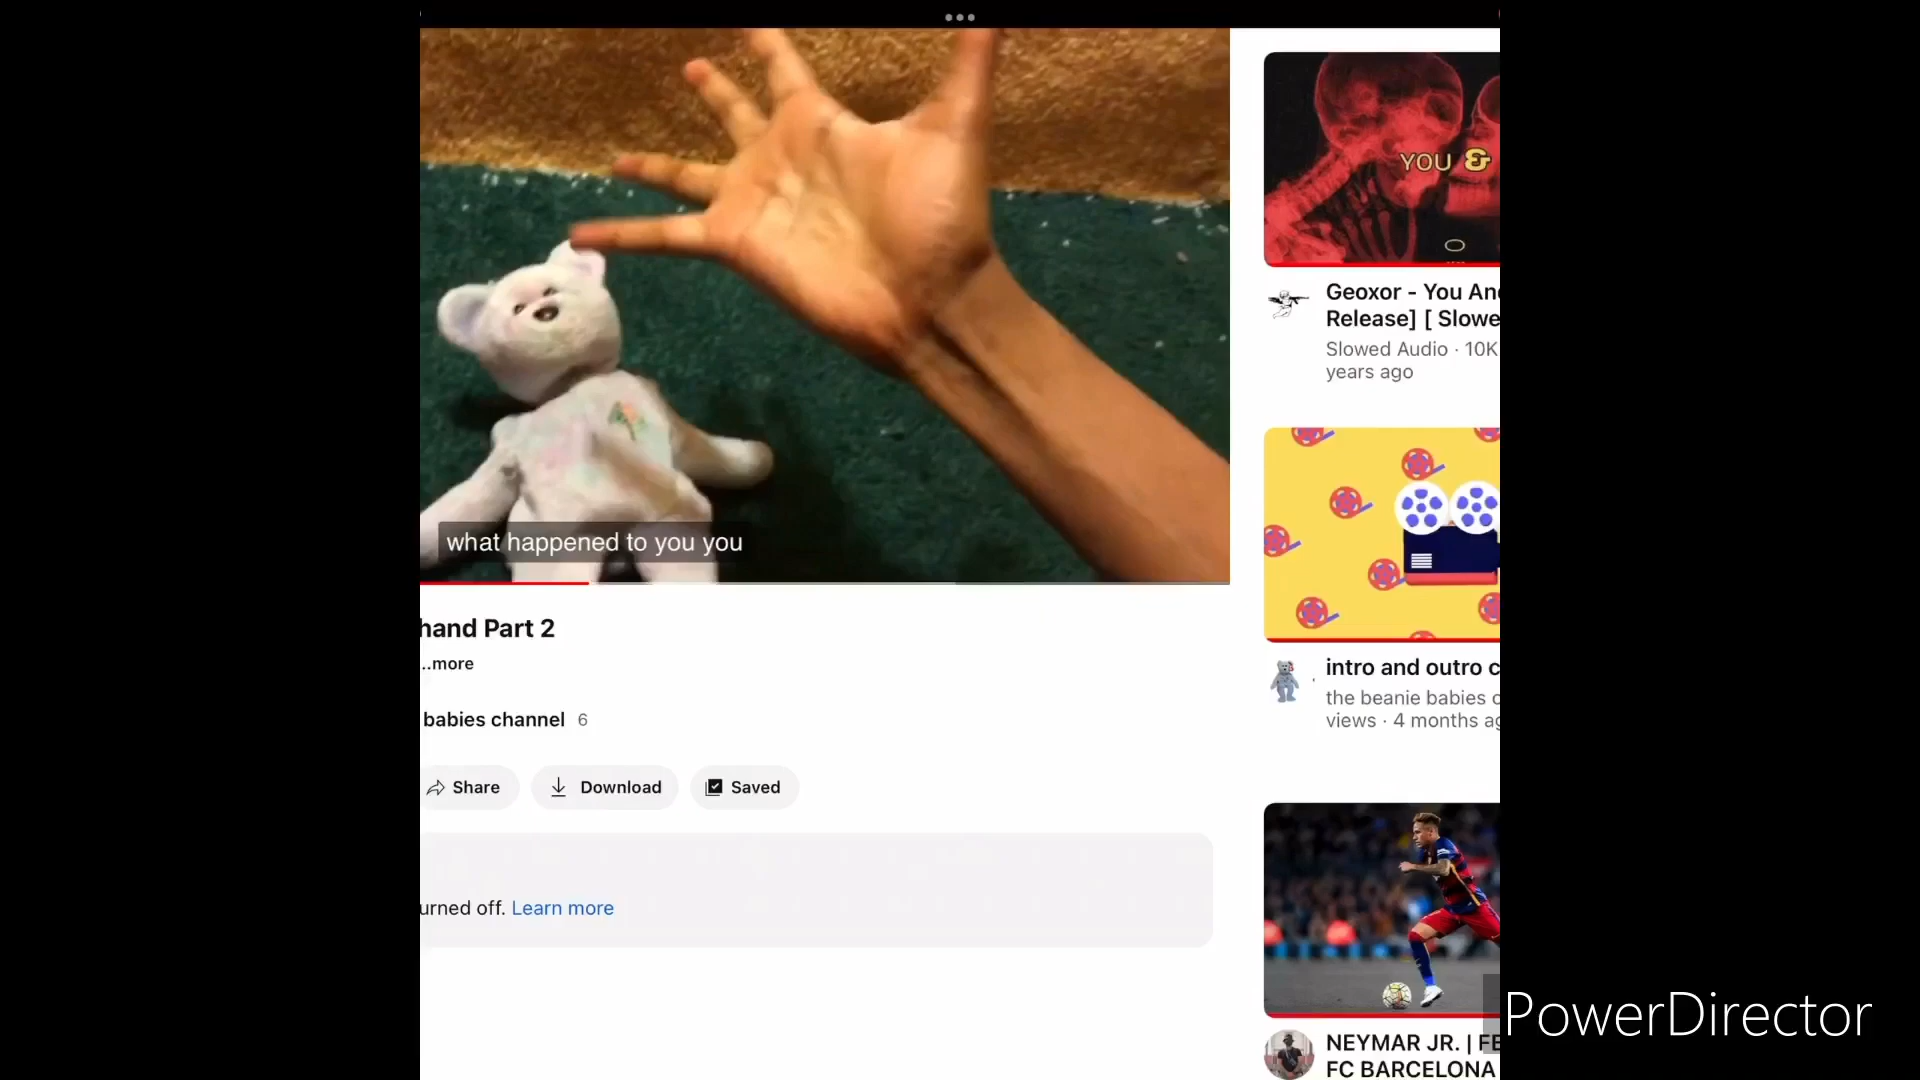 YOU &
what happened to you you
hand Part 2
...more
babies channel 6
Share
Download
Saved
urned off. Learn more
Geoxor - You An
Release] [ Slowe
Slowed Audio · 10K
years ago
intro and outro c
the beanie babies c
views · 4 months ag
NEYMAR JR. | FE
FC BARCELONA
PowerDirector